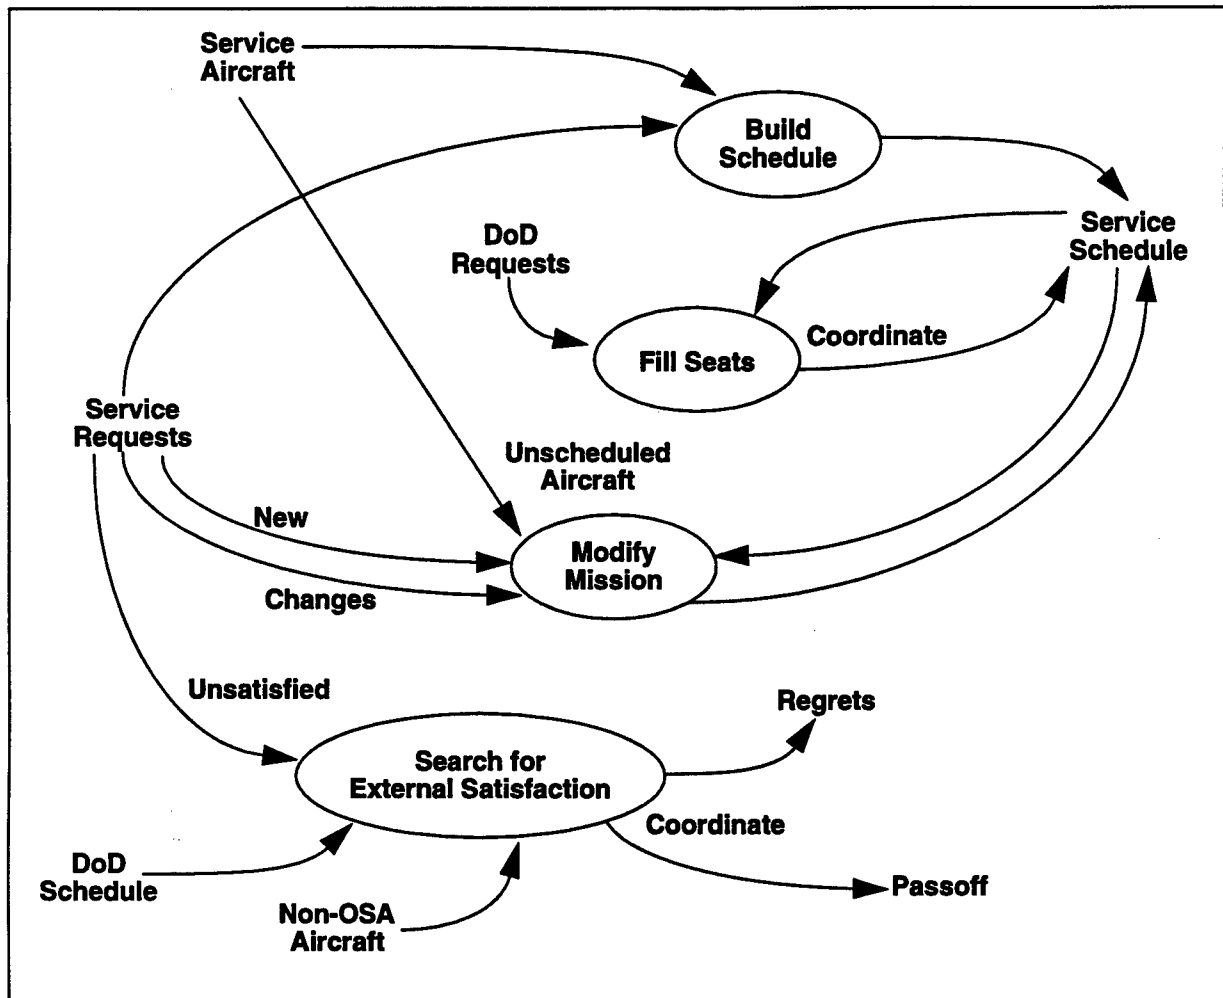 Service
Aircraft
Build
Schedule
DoD
Requests
Service
Schedule
Coordinate
Fill Seats
Service
Requests
Unscheduled
Aircraft
New
Modify
Mission
Changes
Unsatisfied
Regrets
Search for
External Satisfaction
Coordinate
DoD
Schedule
Passoff
Non-OSA
Aircraft